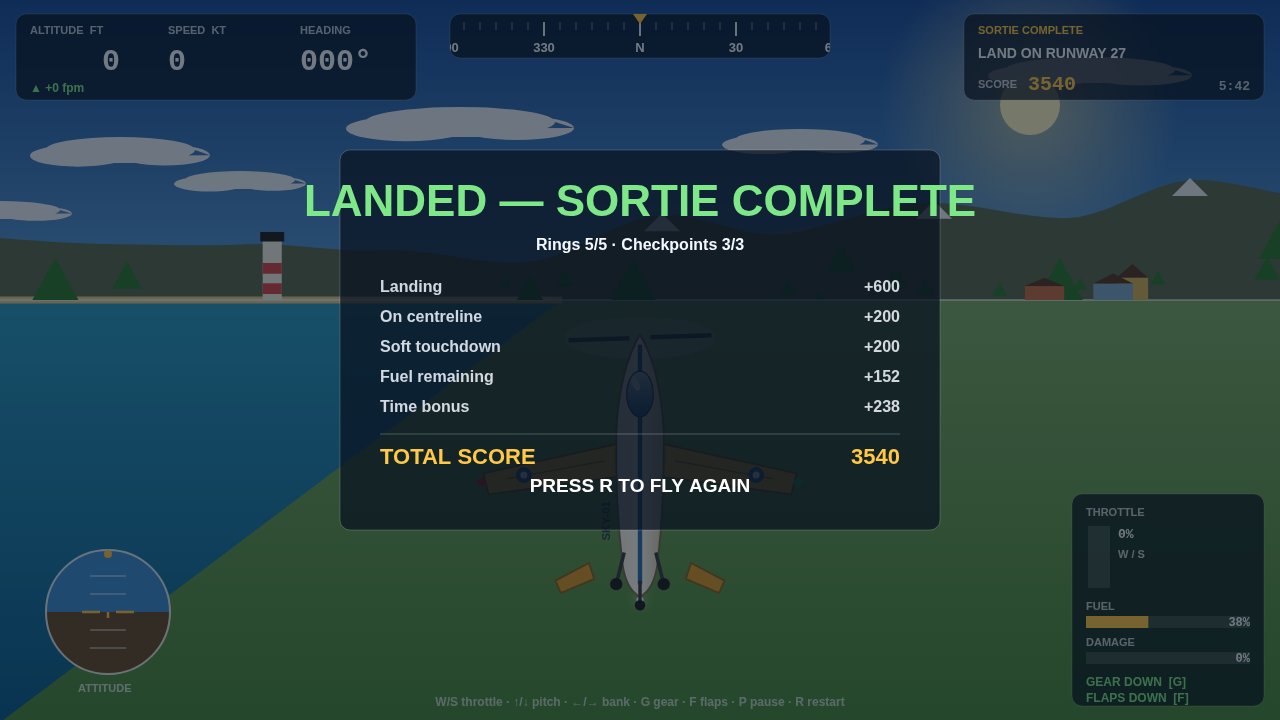 ALTITUDE FT
SPEED KT
HEADING
0
0
000°
▲ +0 fpm
330
N
30
SORTIE COMPLETE
LAND ON RUNWAY 27
SCORE 3540
5:42
LANDED — SORTIE COMPLETE
Rings 5/5 · Checkpoints 3/3
Landing +600
On centreline +200
Soft touchdown +200
Fuel remaining +152
Time bonus +238
TOTAL SCORE 3540
PRESS R TO FLY AGAIN
SKY-01
ATTITUDE
THROTTLE
0%
W / S
FUEL
38%
DAMAGE
0%
GEAR DOWN [G]
FLAPS DOWN [F]
W/S throttle · ↑/↓ pitch · ←/→ bank · G gear · F flaps · P pause · R restart